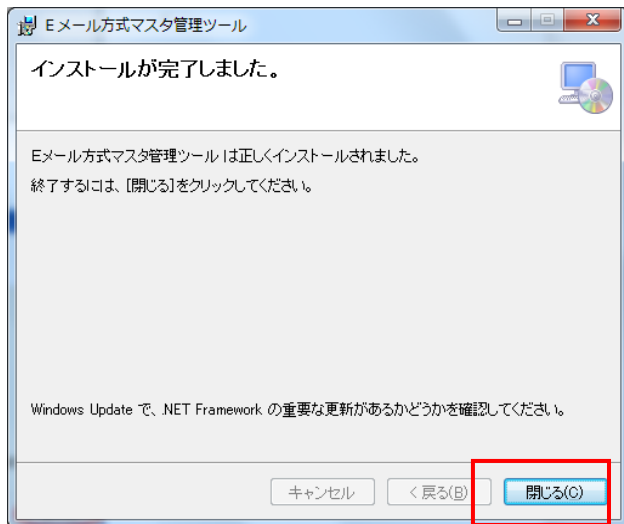 Eメール方式マスタ管理ツール
インストールが完了しました。
Eメール方式マスタ管理ツール は正しくインストールされました。
終了するには、[閉じる]をクリックしてください。
Windows Update で、.NET Framework の重要な更新があるかどうかを確認してください。
キャンセル
< 戻る(B)
閉じる(C)